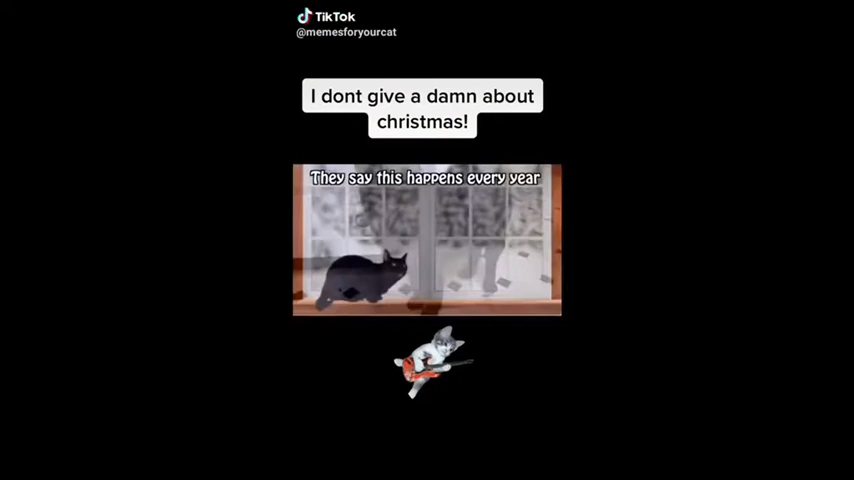 TikTok
@memesforyourcat
I dont give a damn about
christmas!
They say this happens every year